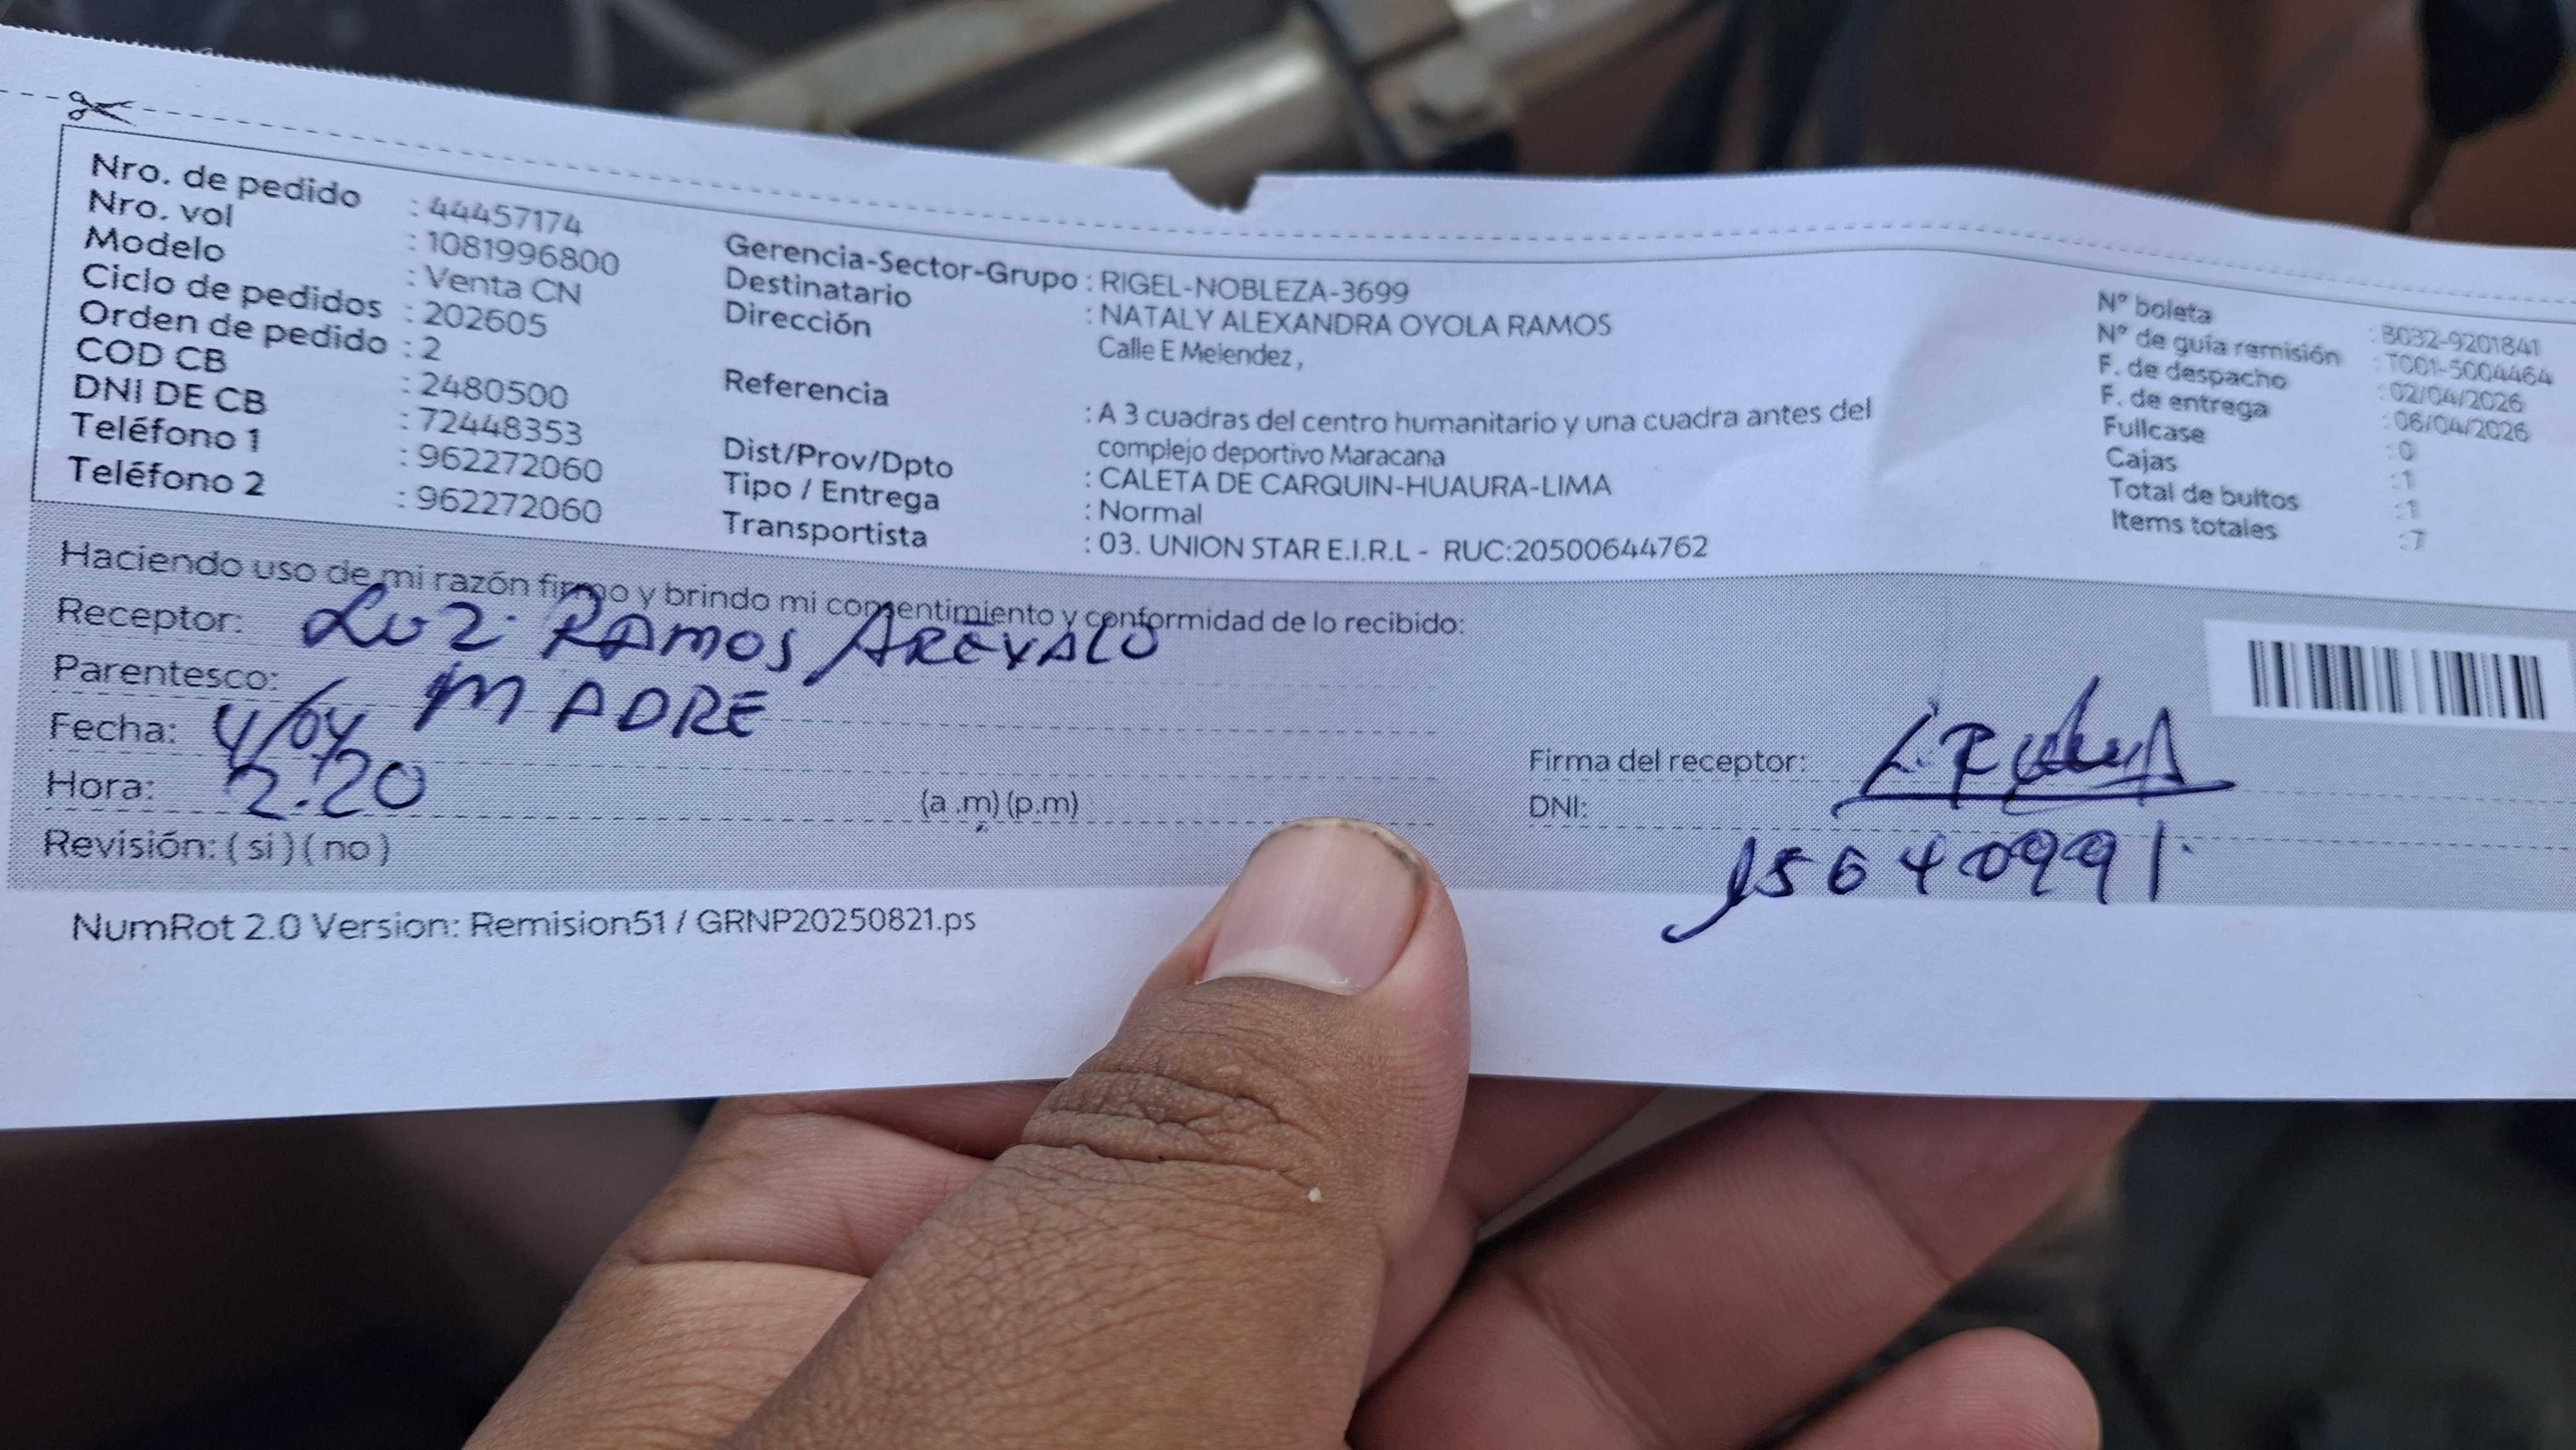 Nro. de pedido : 44457174
Nro. vol : 1081996800
Modelo : Venta CN
Ciclo de pedidos : 202605
Orden de pedido : 2
COD CB : 2480500
DNI DE CB : 72448353
Teléfono 1 : 962272060
Teléfono 2 : 962272060
Gerencia-Sector-Grupo : RIGEL-NOBLEZA-3699
Destinatario : NATALY ALEXANDRA OYOLA RAMOS
Dirección Calle E Melendez ,
Referencia : A 3 cuadras del centro humanitario y una cuadra antes del
complejo deportivo Maracana
Dist/Prov/Dpto : CALETA DE CARQUIN-HUAURA-LIMA
Tipo / Entrega : Normal
Transportista : 03. UNION STAR E.I.R.L - RUC:20500644762
N° boleta : B032-9201841
N° de guía remisión : T001-5004464
F. de despacho : 02/04/2026
F. de entrega : 06/04/2026
Fullcase : 0
Cajas : 1
Total de bultos : 1
Items totales : 7
Haciendo uso de mi razón firmo y brindo mi consentimiento y conformidad de lo recibido:
Receptor: Luz RAMOS AREVALO
Parentesco: MADRE
Fecha: 4/04
Hora: 2.20 (a .m) (p.m)
Revisión: ( si ) ( no )
Firma del receptor:
DNI: 15640991
NumRot 2.0 Version: Remision51 / GRNP20250821.ps